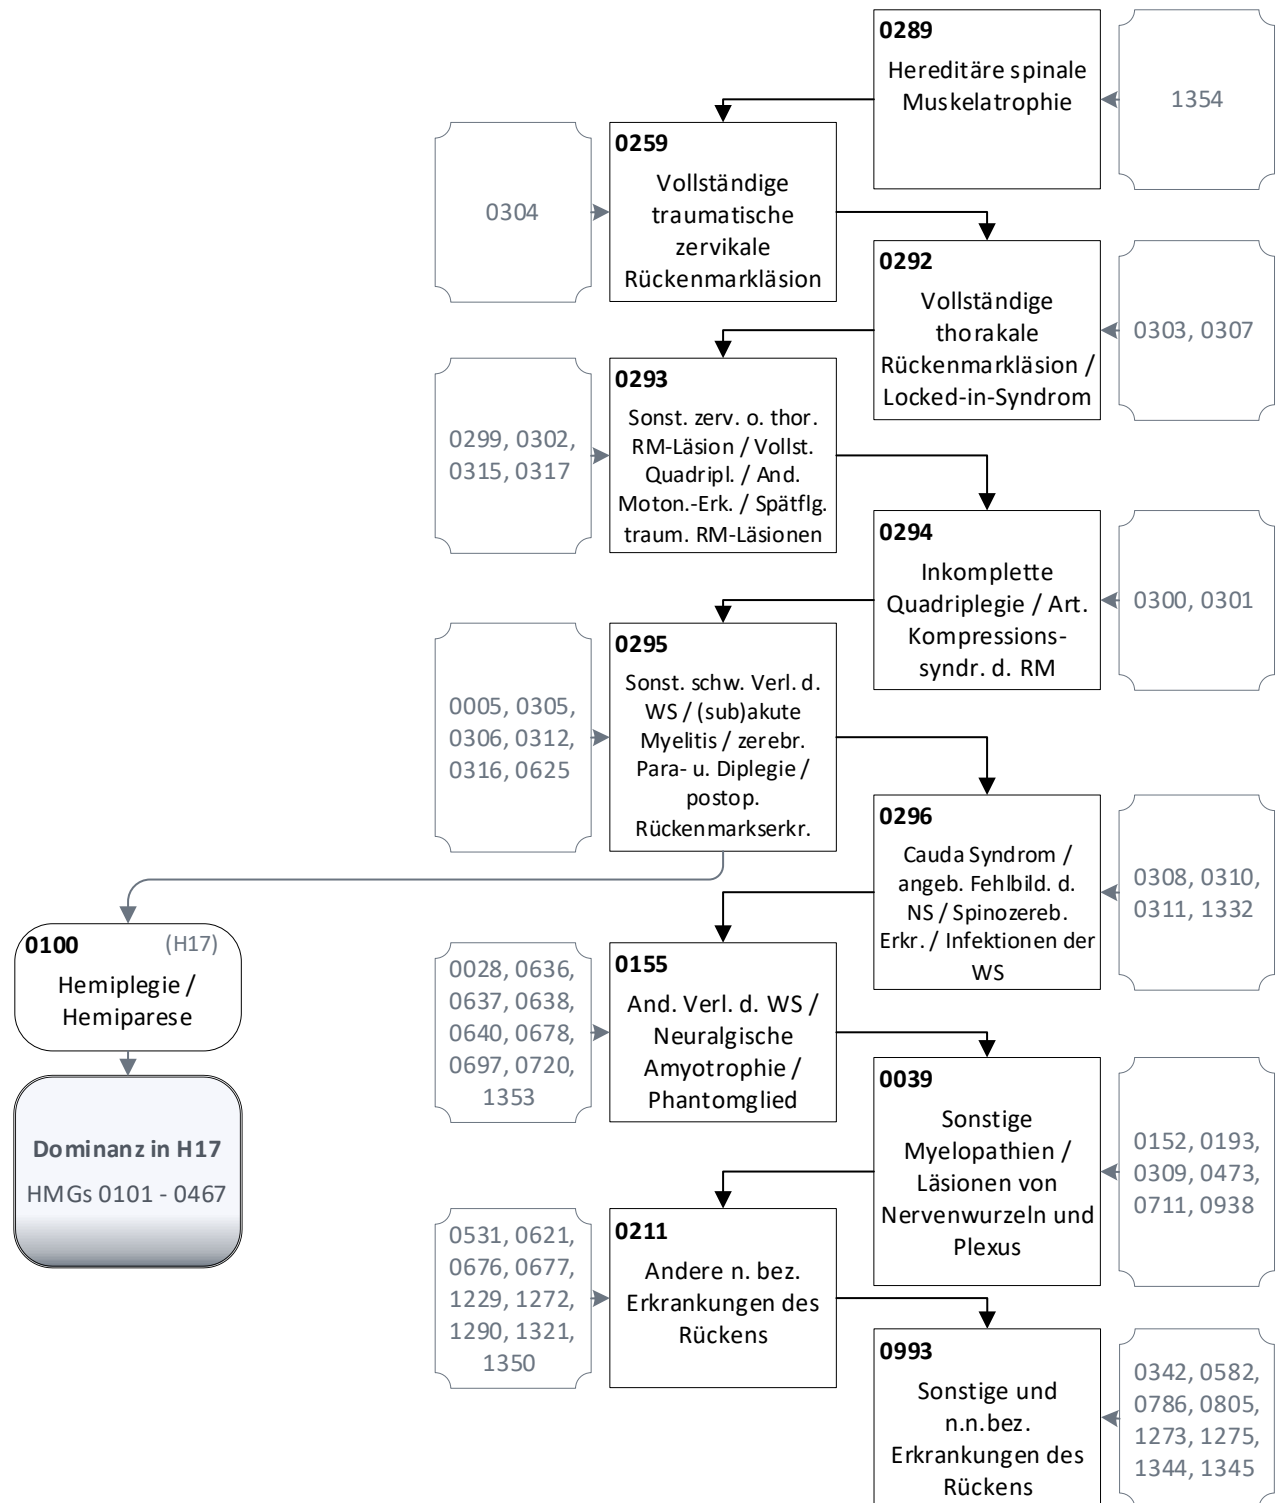 0289
Hereditäre spinale
Muskelatrophie
1354
0259
Vollständige
traumatische
zervikale
Rückenmarkläsion
0304
0292
Vollständige
thorakale
Rückenmarkläsion /
Locked-in-Syndrom
0303, 0307
0293
Sonst. zerv. o. thor.
RM-Läsion / Vollst.
Quadripl. / And.
Moton.-Erk. / Spätflg.
traum. RM-Läsionen
0299, 0302,
0315, 0317
0294
Inkomplette
Quadriplegie / Art.
Kompressions-
syndr. d. RM
0300, 0301
0295
Sonst. schw. Verl. d.
WS / (sub)akute
Myelitis / zerebr.
Para- u. Diplegie /
postop.
Rückenmarkserkr.
0005, 0305,
0306, 0312,
0316, 0625
0296
Cauda Syndrom /
angeb. Fehlbild. d.
NS / Spinozereb.
Erkr. / Infektionen der
WS
0308, 0310,
0311, 1332
0100 (H17)
Hemiplegie /
Hemiparese
Dominanz in H17
HMGs 0101 - 0467
0155
And. Verl. d. WS /
Neuralgische
Amyotrophie /
Phantomglied
0028, 0636,
0637, 0638,
0640, 0678,
0697, 0720,
1353
0039
Sonstige
Myelopathien /
Läsionen von
Nervenwurzeln und
Plexus
0152, 0193,
0309, 0473,
0711, 0938
0211
Andere n. bez.
Erkrankungen des
Rückens
0531, 0621,
0676, 0677,
1229, 1272,
1290, 1321,
1350
0993
Sonstige und
n.n.bez.
Erkrankungen des
Rückens
0342, 0582,
0786, 0805,
1273, 1275,
1344, 1345